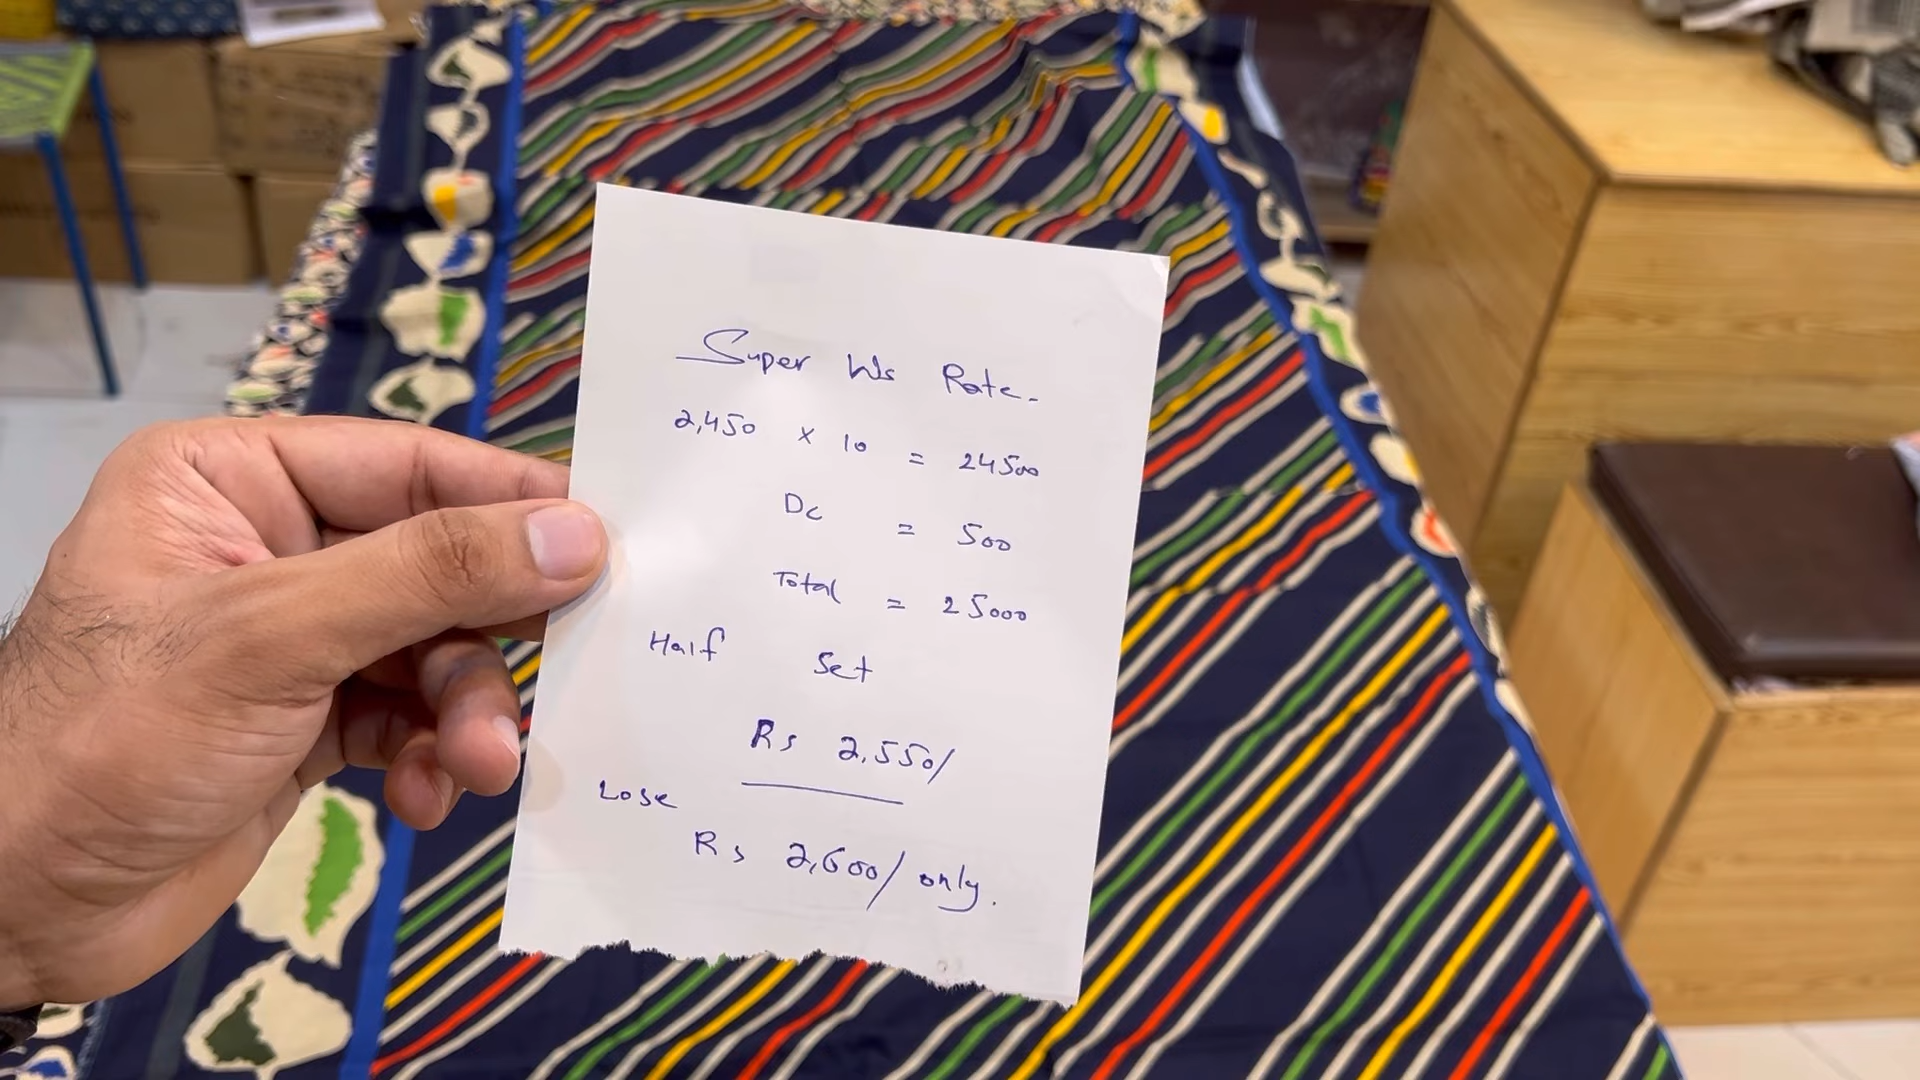 Super Ws Rate.
2,450 x 10 = 24500
Dc = 500
Total = 25000
Half Set
Rs 2,550/
Lose
Rs 2,600/ only.